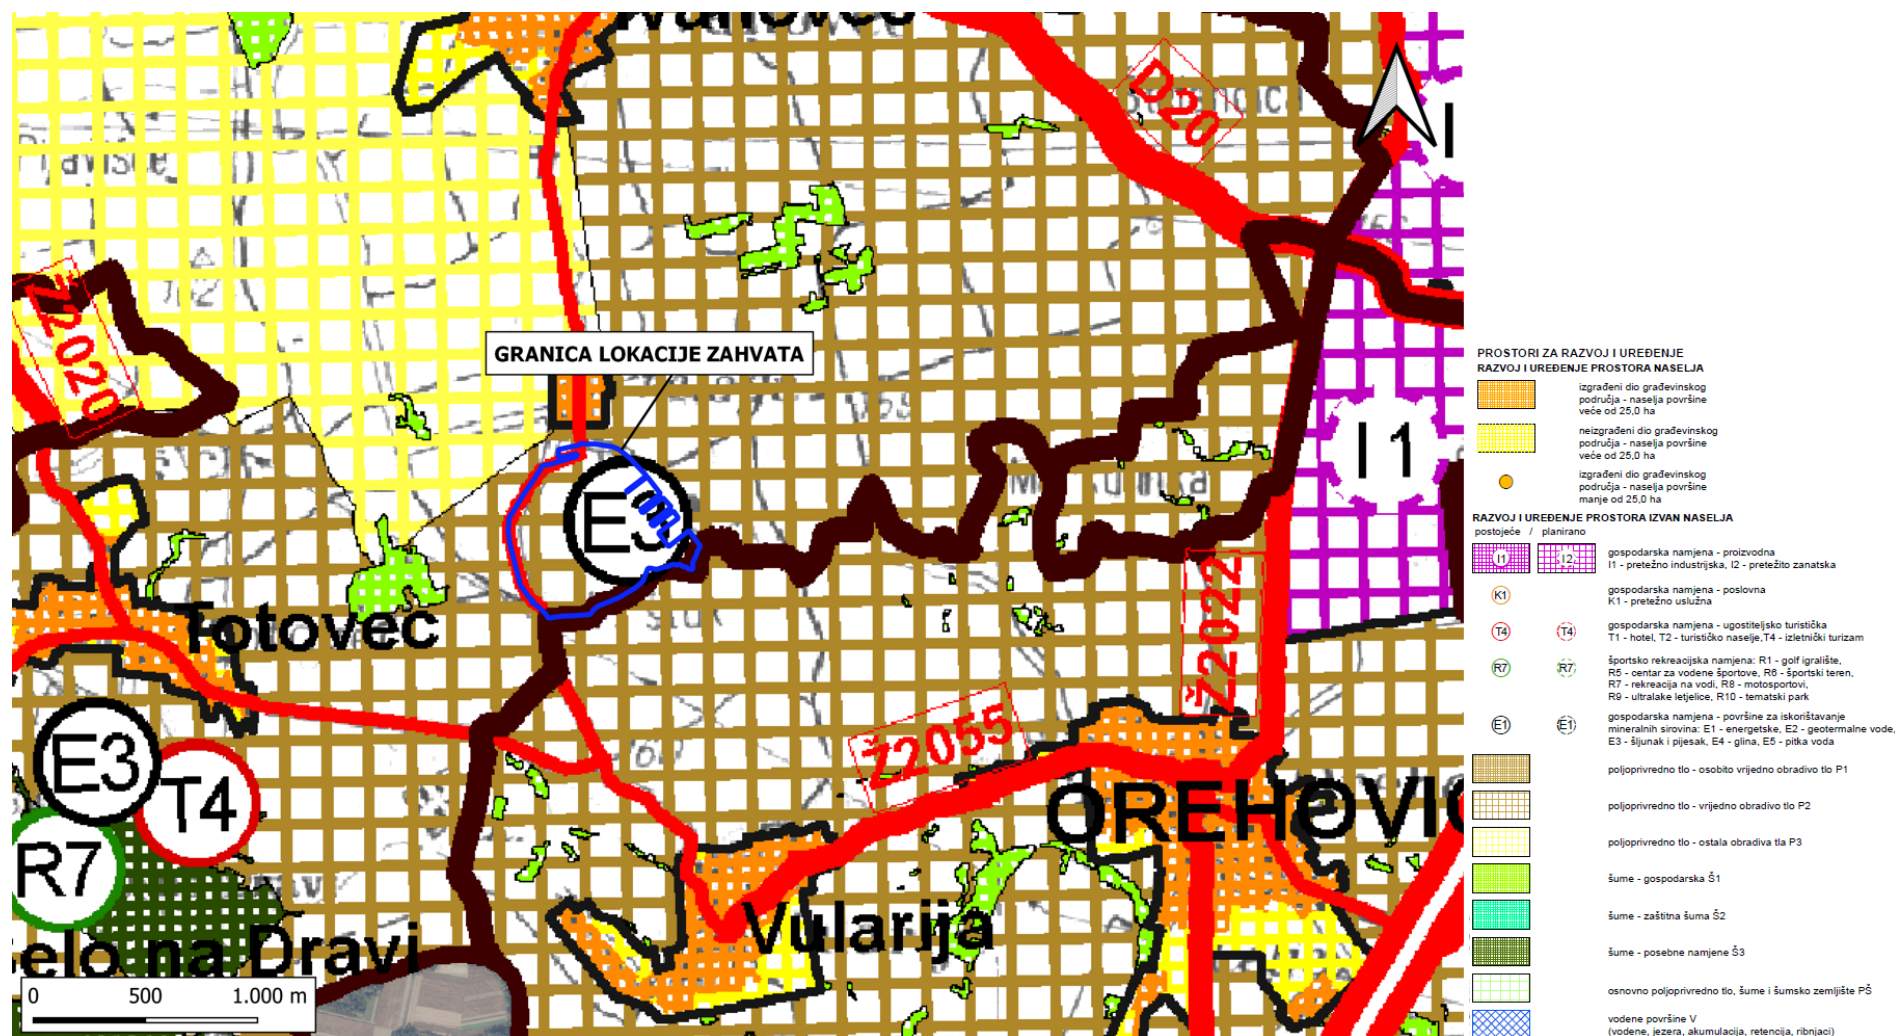 D20
I1
Ž2020
GRANICA LOKACIJE ZAHVATA
E3
Totovec
Ž2022
Ž2055
E3
T4
R7
Vularija
0 500 1.000 m
PROSTORI ZA RAZVOJ I UREĐENJE
RAZVOJ I UREĐENJE PROSTORA NASELJA
izgrađeni dio građevinskog
područja - naselja površine
veće od 25,0 ha
neizgrađeni dio građevinskog
područja - naselja površine
veće od 25,0 ha
izgrađeni dio građevinskog
područja - naselja površine
manje od 25,0 ha
RAZVOJ I UREĐENJE PROSTORA IZVAN NASELJA
postojeće / planirano
I1 I2 gospodarska namjena - proizvodna
I1 - pretežno industrijska, I2 - pretežito zanatska
K1 gospodarska namjena - poslovna
K1 - pretežno uslužna
T4 T4 gospodarska namjena - ugostiteljsko turistička
T1 - hotel, T2 - turističko naselje,T4 - izletnički turizam
R7 R7 športsko rekreacijska namjena: R1 - golf igralište,
R5 - centar za vodene športove, R6 - športski teren,
R7 - rekreacija na vodi, R8 - motosportovi,
R9 - ultralake letjelice, R10 - tematski park
E1 E1 gospodarska namjena - površine za iskorištavanje
mineralnih sirovina: E1 - energetske, E2 - geotermalne vode,
E3 - šljunak i pijesak, E4 - glina, E5 - pitka voda
poljoprivredno tlo - osobito vrijedno obradivo tlo P1
poljoprivredno tlo - vrijedno obradivo tlo P2
poljoprivredno tlo - ostala obradiva tla P3
šume - gospodarska Š1
šume - zaštitna šuma Š2
šume - posebne namjene Š3
osnovno poljoprivredno tlo, šume i šumsko zemljište PŠ
vodene površine V
(vodene, jezera, akumulacija, retencija, ribnjaci)